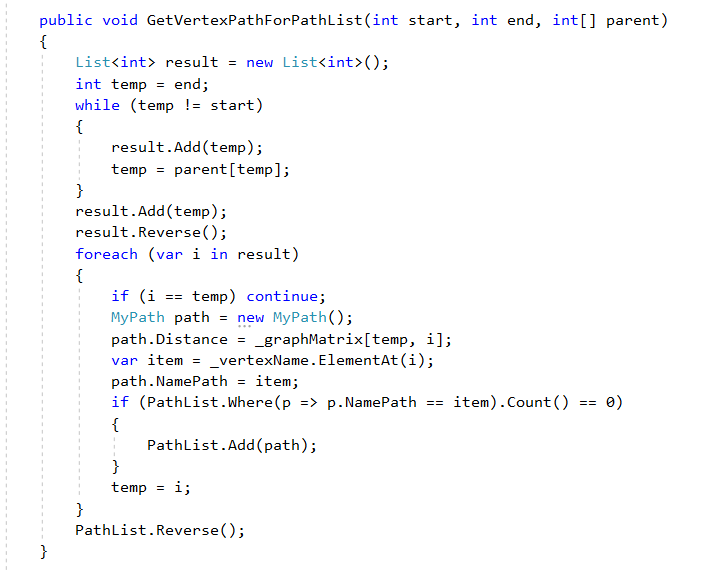 public void GetVertexPathForPathList(int start, int end, int[] parent)
{
List<int> result = new List<int>();
int temp = end;
while (temp != start)
{
result.Add(temp);
temp = parent[temp];
}
result.Add(temp);
result.Reverse();
foreach (var i in result)
{
if (i == temp) continue;
MyPath path = new MyPath();
path.Distance = _graphMatrix[temp, i];
var item = _vertexName.ElementAt(i);
path.NamePath = item;
if (PathList.Where(p => p.NamePath == item).Count() == 0)
{
PathList.Add(path);
}
temp = i;
}
PathList.Reverse();
}